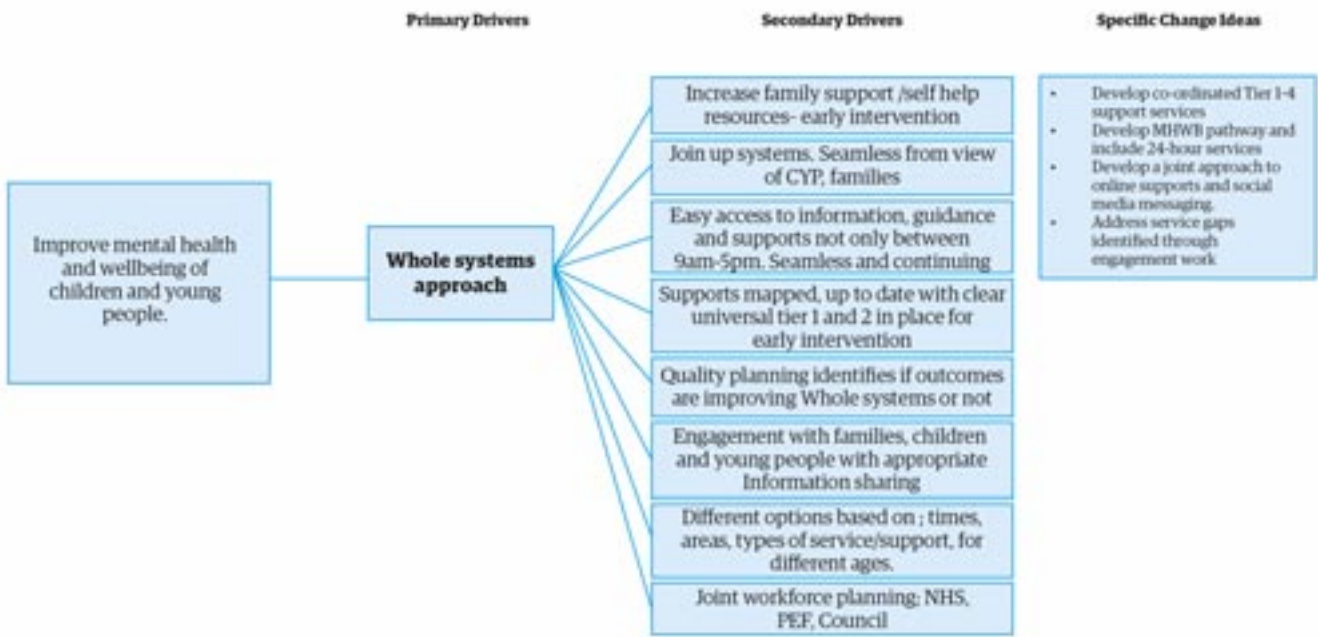 Primary Drivers
Secondary Drivers
Specific Change Ideas
Improve mental health
and wellbeing of
children and young
people.
Whole systems
approach
Increase family support /self help
resources- early intervention
Join up systems. Seamless from view
of CYP, families
Easy access to information, guidance
and supports not only between
9am-5pm. Seamless and continuing
Supports mapped, up to date with clear
universal tier 1 and 2 in place for
early intervention
Quality planning identifies if outcomes
are improving Whole systems or not
Engagement with families, children
and young people with appropriate
Information sharing
Different options based on ; times,
areas, types of service/support, for
different ages.
Joint workforce planning; NHS,
PEF, Council
• Develop co-ordinated Tier 1-4
support services
• Develop MHWB pathway and
include 24-hour services
• Develop a joint approach to
online supports and social
media messaging.
• Address service gaps
identified through
engagement work